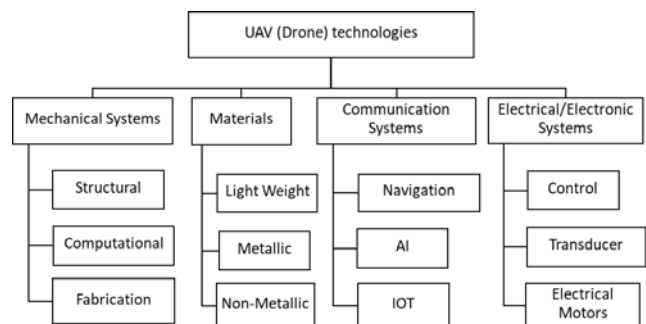 UAV (Drone) technologies
Mechanical Systems
Materials
Communication
Systems
Electrical/Electronic
Systems
Structural
Light Weight
Navigation
Control
Computational
Metallic
AI
Transducer
Fabrication
Non-Metallic
IOT
Electrical
Motors